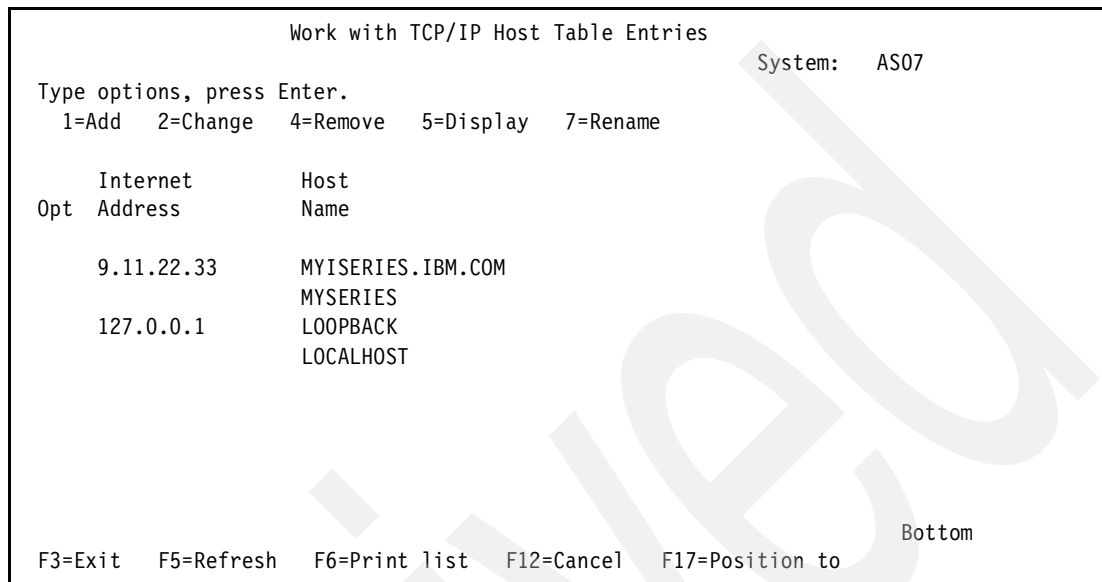 Work with TCP/IP Host Table Entries
System: AS07
Type options, press Enter.
1=Add 2=Change 4=Remove 5=Display 7=Rename
Internet Host
Opt Address Name
9.11.22.33 MYISERIES.IBM.COM
MYSERIES
127.0.0.1 LOOPBACK
LOCALHOST
Bottom
F3=Exit F5=Refresh F6=Print list F12=Cancel F17=Position to